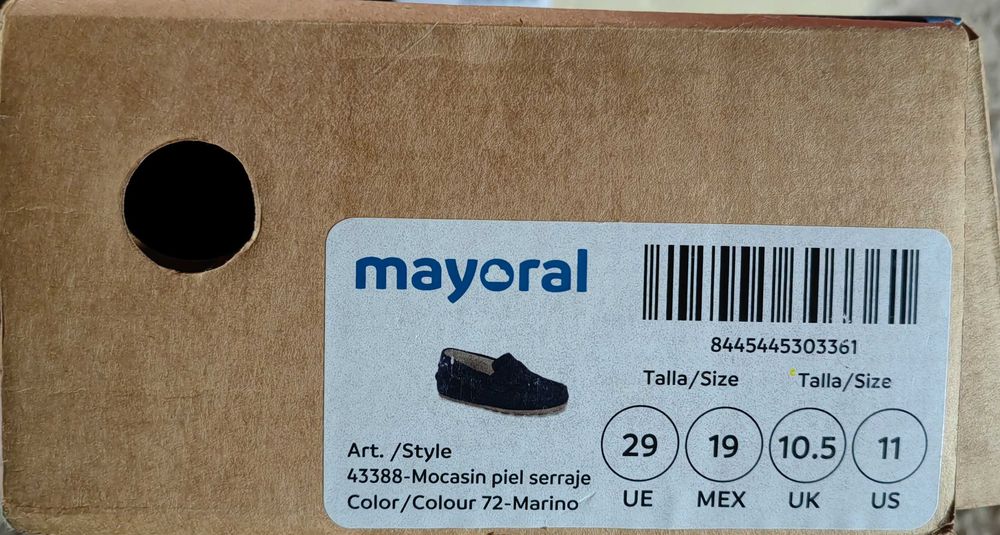 mayoral
8445445303361
Talla/Size Talla/Size
29 19 10.5 11
UE MEX UK US
Art. /Style
43388-Mocasin piel serraje
Color/Colour 72-Marino